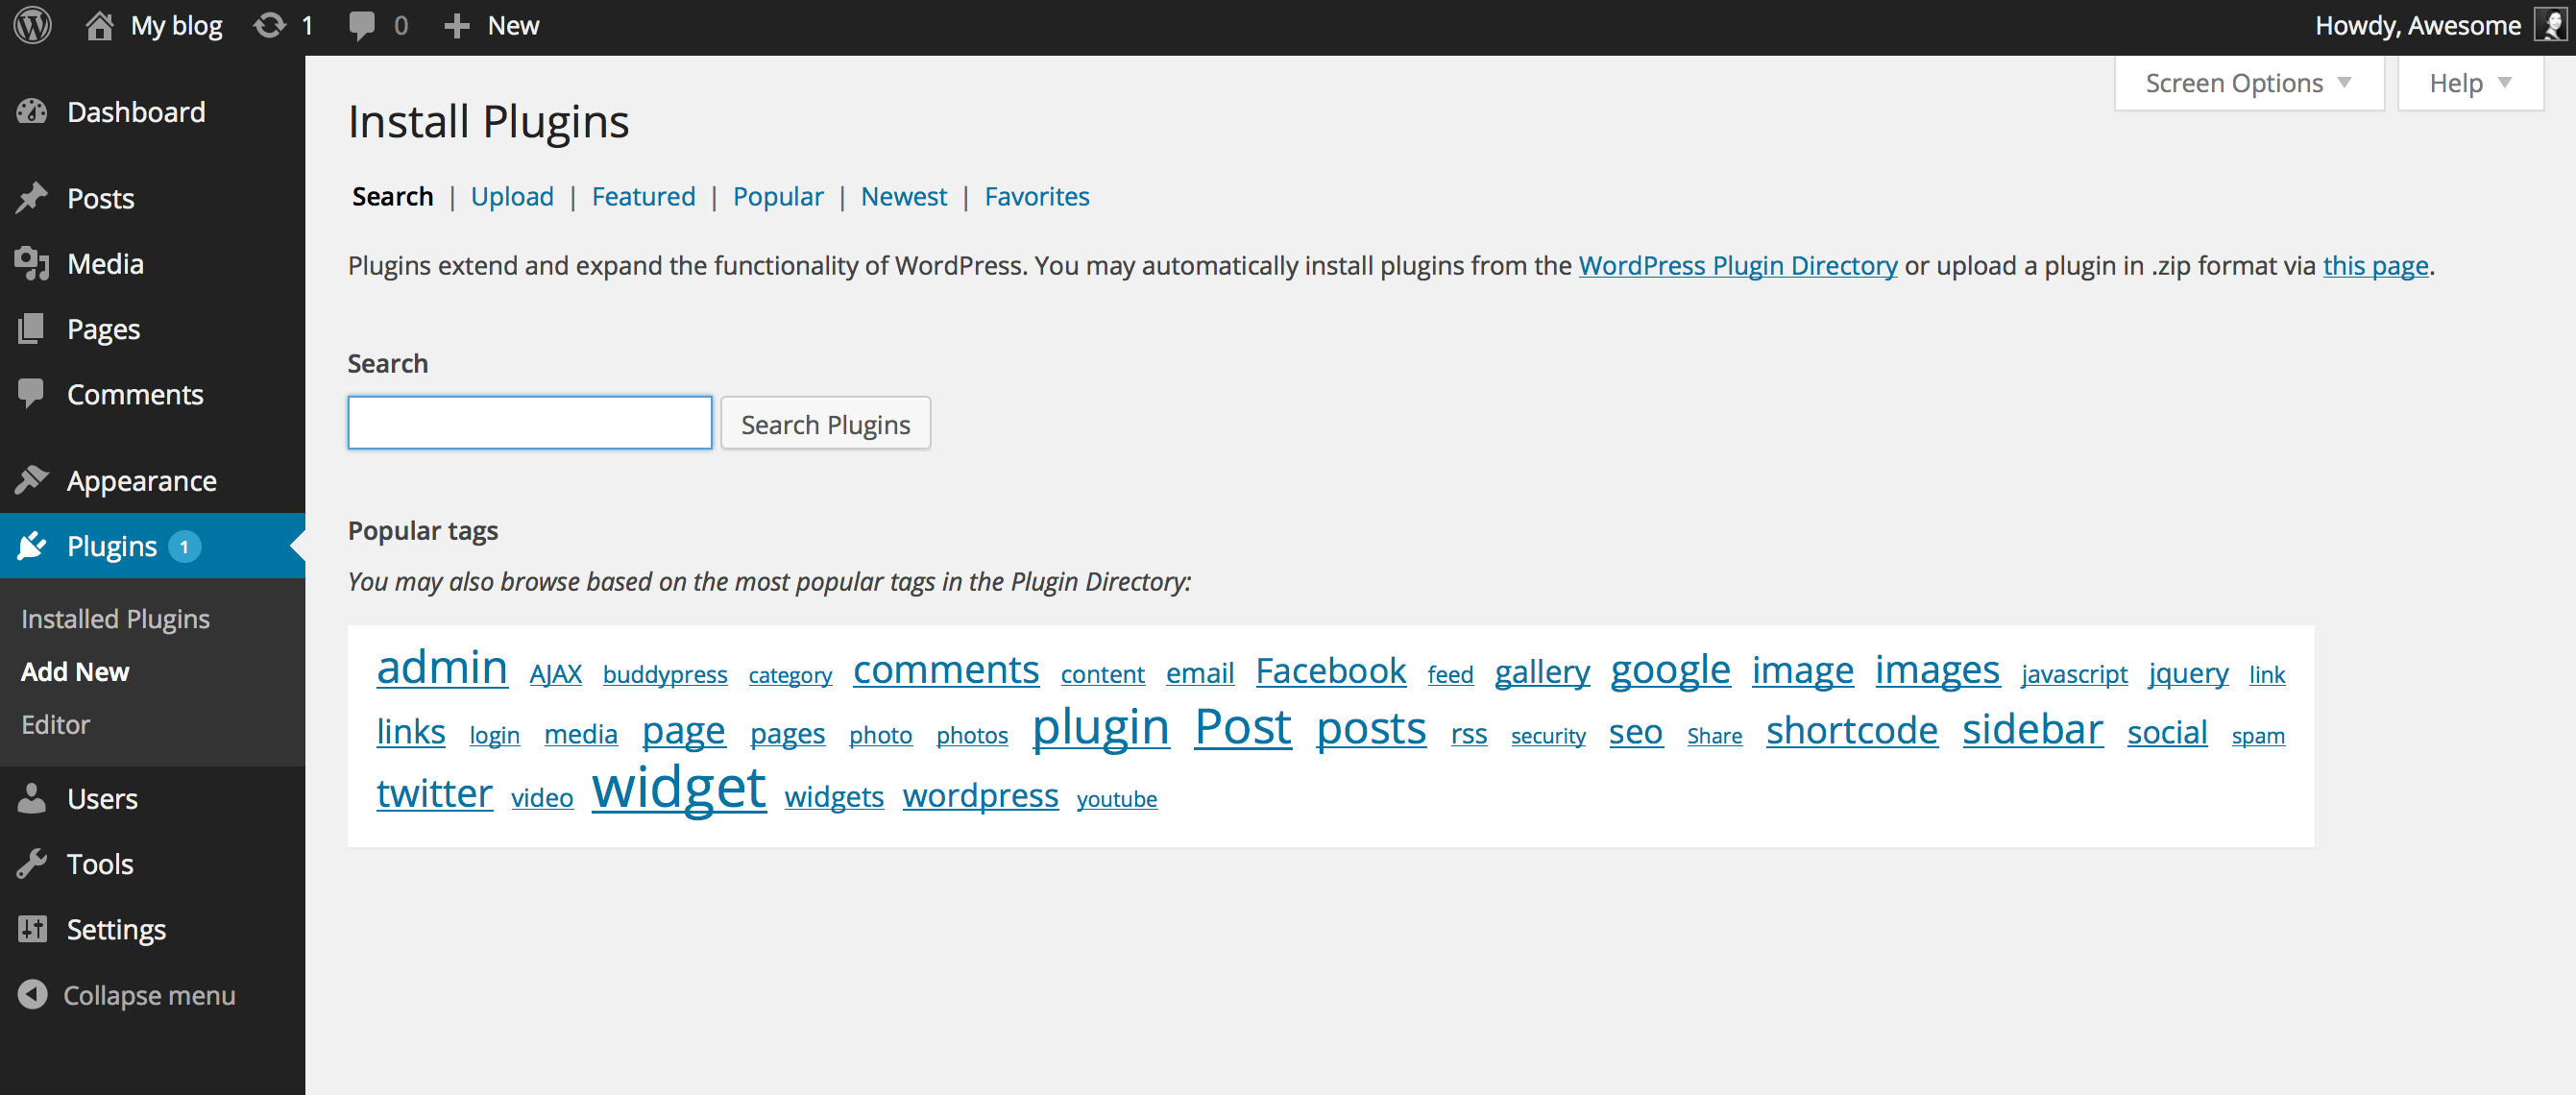 My blog 1 0 New Howdy, Awesome
Screen Options Help
Dashboard
Posts
Media
Pages
Comments
Appearance
Plugins 1
Installed Plugins
Add New
Editor
Users
Tools
Settings
Collapse menu
Install Plugins
Search | Upload | Featured | Popular | Newest | Favorites
Plugins extend and expand the functionality of WordPress. You may automatically install plugins from the WordPress Plugin Directory or upload a plugin in .zip format via this page.
Search
Search Plugins
Popular tags
You may also browse based on the most popular tags in the Plugin Directory:
admin AJAX buddypress category comments content email Facebook feed gallery google image images javascript jquery link
links login media page pages photo photos plugin Post posts rss security seo Share shortcode sidebar social spam
twitter video widget widgets wordpress youtube